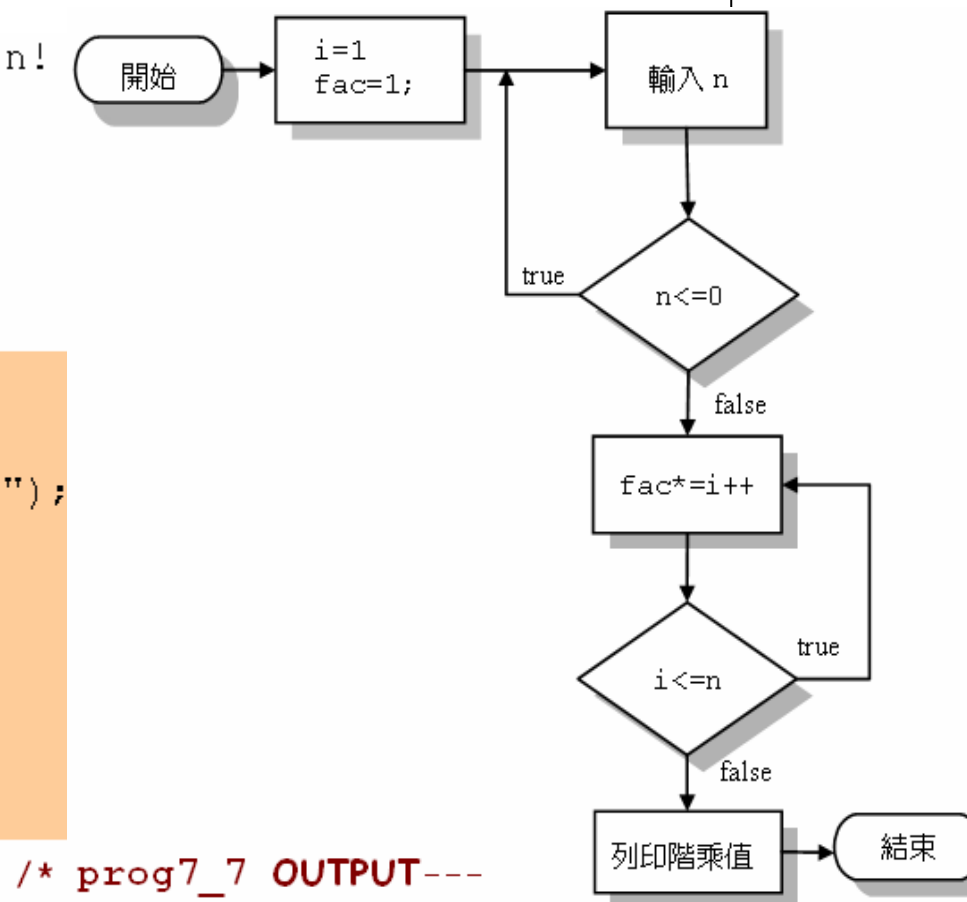 n!
開始
i=1
fac=1;
輸入 n
true
n<=0
false
");
fac*=i++
true
i<=n
false
列印階乘值
結束
/* prog7_7 OUTPUT---